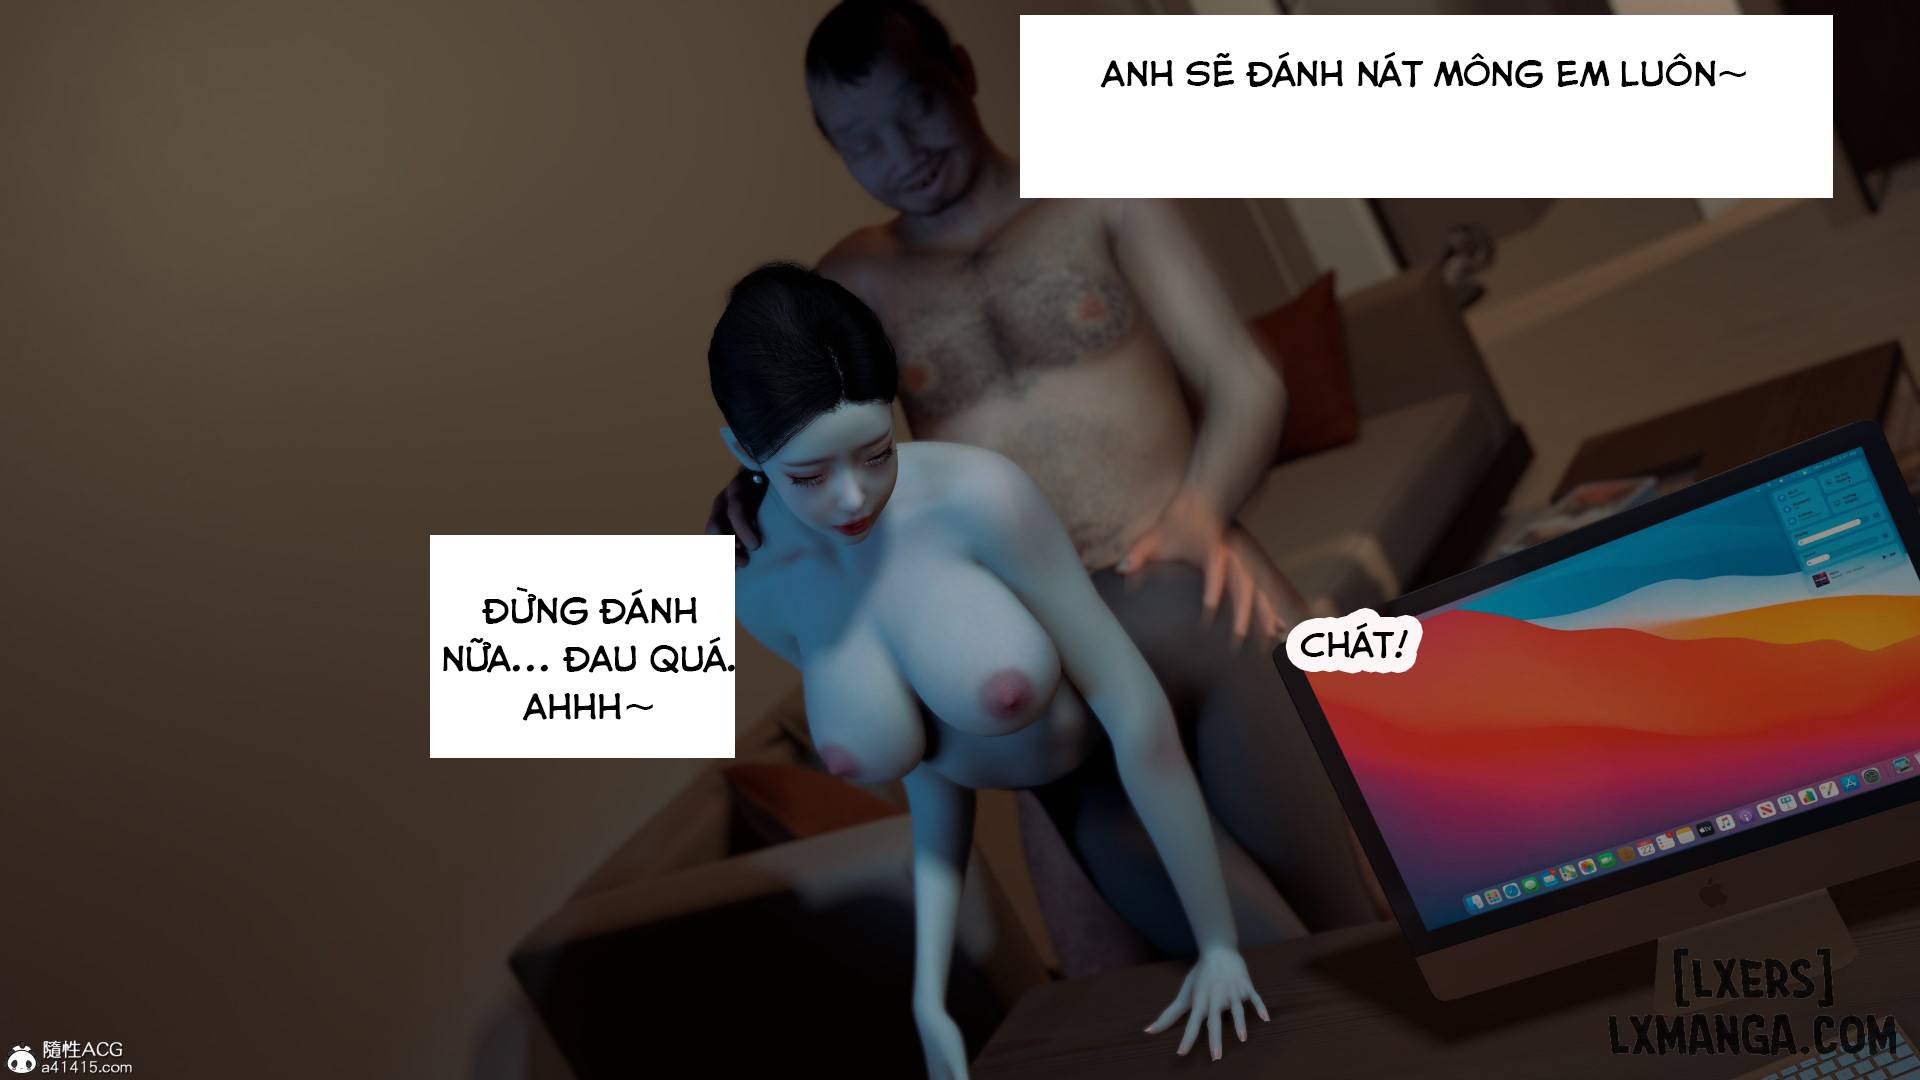 ANH SẼ ĐÁNH NÁT MÔNG EM LUÔN~
ĐỪNG ĐÁNH
NỮA... ĐAU QUÁ.
AHHH~
CHÁT!
[LXERS]
LXMANGA.COM
隨性ACG
a41415.com